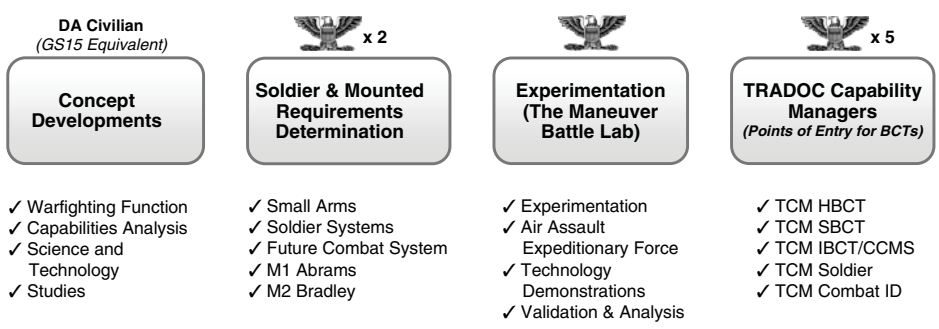 DA Civilian
(GS15 Equivalent)
Concept
Developments
✓ Warfighting Function
✓ Capabilities Analysis
✓ Science and
Technology
✓ Studies
x 2
Soldier & Mounted
Requirements
Determination
✓ Small Arms
✓ Soldier Systems
✓ Future Combat System
✓ M1 Abrams
✓ M2 Bradley
Experimentation
(The Maneuver
Battle Lab)
✓ Experimentation
✓ Air Assault
Expeditionary Force
✓ Technology
Demonstrations
✓ Validation & Analysis
x 5
TRADOC Capability
Managers
(Points of Entry for BCTs)
✓ TCM HBCT
✓ TCM SBCT
✓ TCM IBCT/CCMS
✓ TCM Soldier
✓ TCM Combat ID